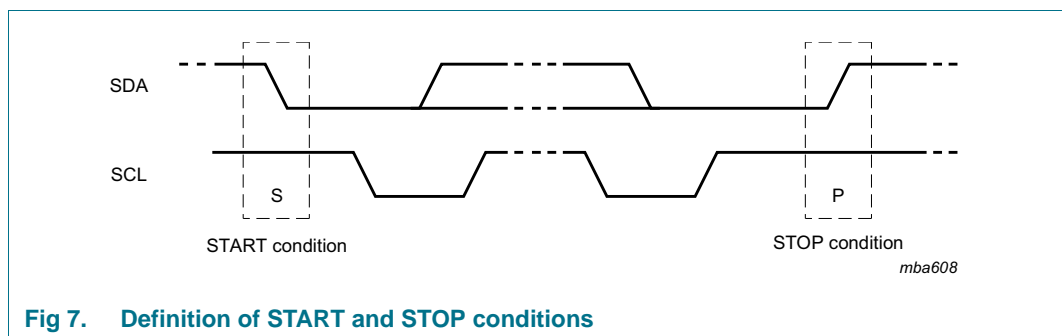 SDA
SCL
S
P
START condition
STOP condition
mba608
Fig 7. Definition of START and STOP conditions